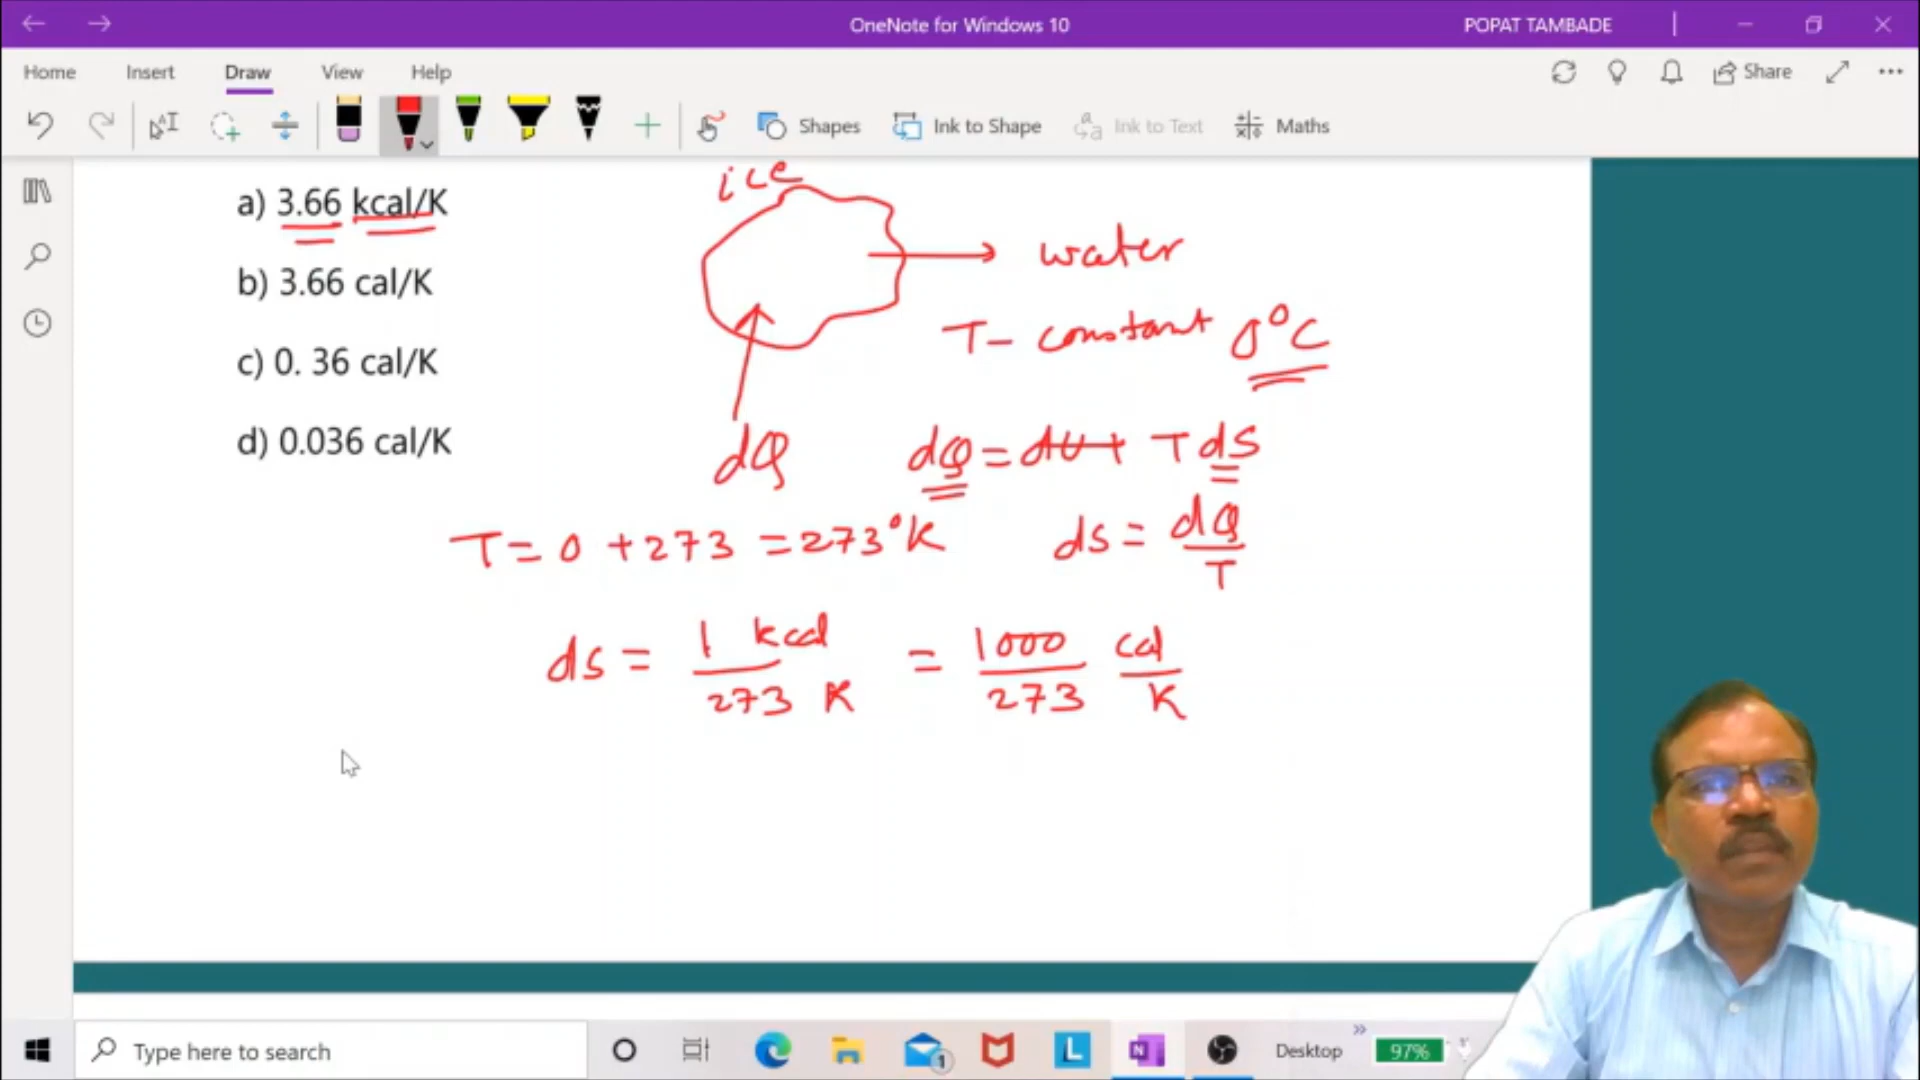 OneNote for Windows 10
POPAT TAMBADE
Home Insert Draw View Help
Share
Shapes Ink to Shape Ink to Text Maths
a) 3.66 kcal/K
b) 3.66 cal/K
c) 0. 36 cal/K
d) 0.036 cal/K
ice
water
T- constant 0°C
dQ
dQ = dU+ T dS
T = 0 + 273 = 273°K
ds = dQ / T
ds = 1 kcal / 273 K = 1000 / 273 cal / K
Type here to search
1
L
N
Desktop
97%